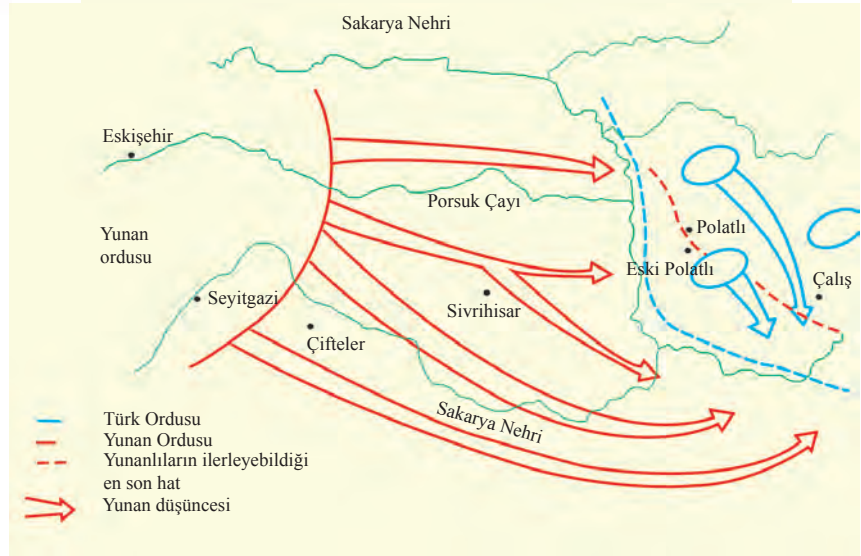 Sakarya Nehri
Eskişehir
Porsuk Çayı
Polatlı
Yunan
ordusu
Eski Polatlı
Çalış
Seyitgazi
Sivrihisar
Çifteler
Sakarya Nehri
Türk Ordusu
Yunan Ordusu
Yunanlıların ilerleyebildiği
en son hat
Yunan düşüncesi